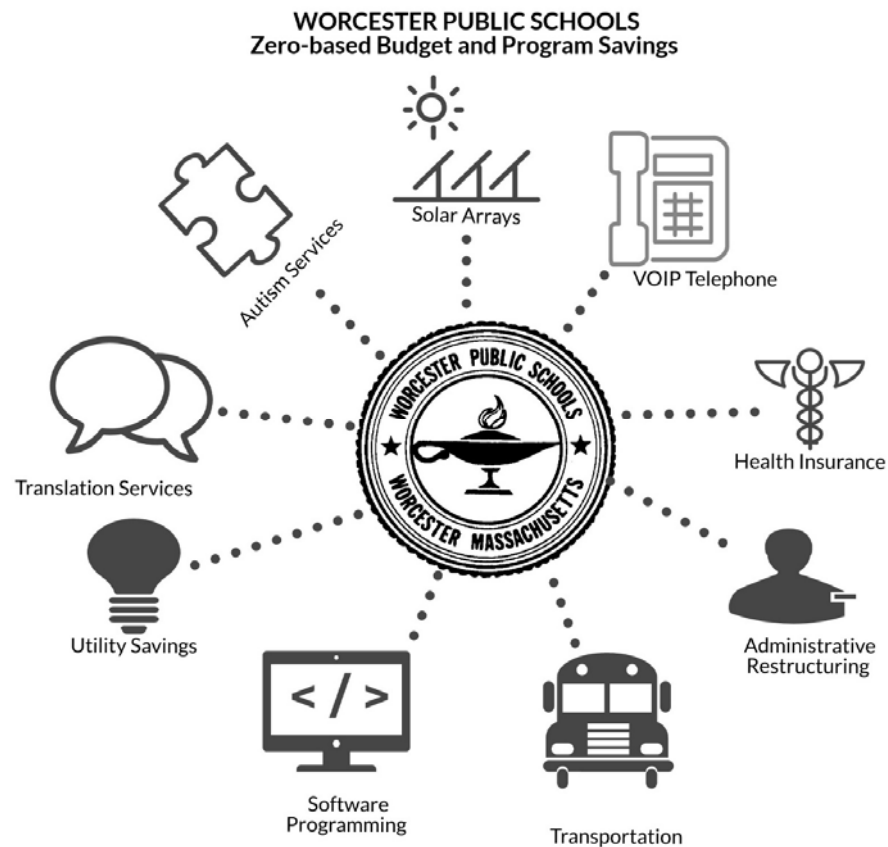 WORCESTER PUBLIC SCHOOLS
Zero-based Budget and Program Savings
Solar Arrays
Autism Services
VOIP Telephone
WORCESTER PUBLIC SCHOOLS
WORCESTER MASSACHUSETTS
Translation Services
Health Insurance
Utility Savings
Administrative
Restructuring
</>
Software
Programming
Transportation